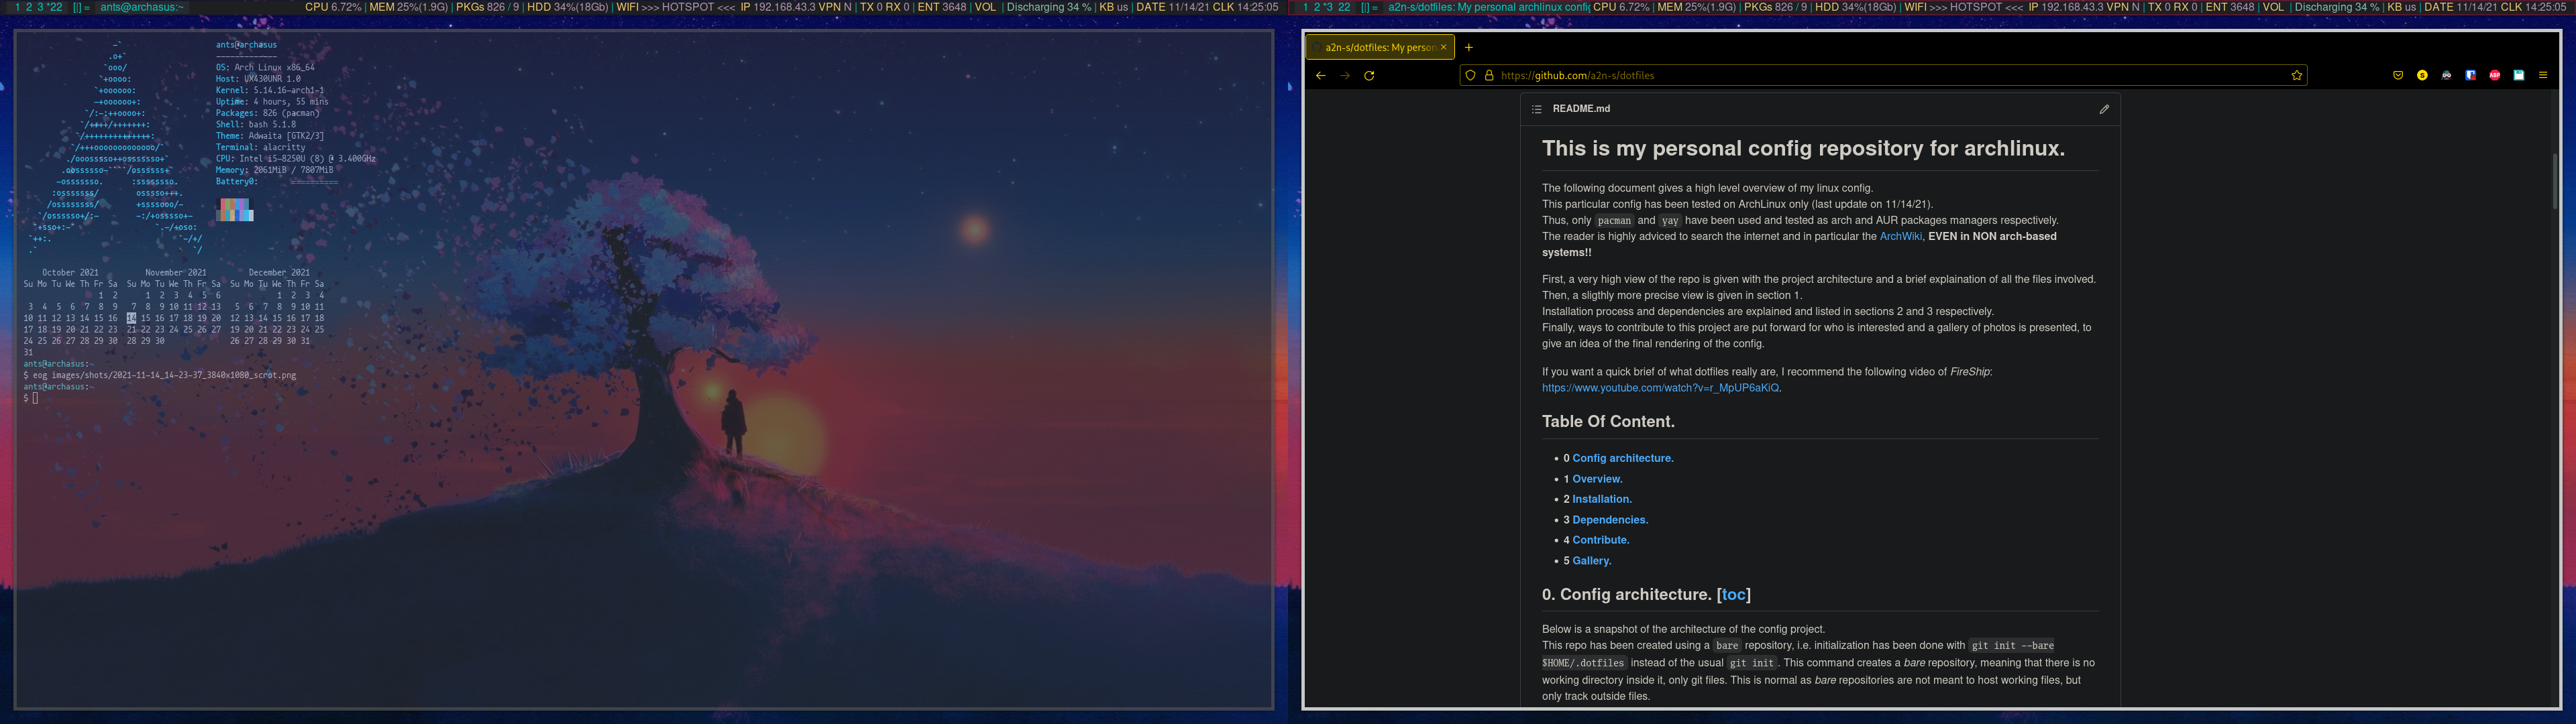 1 2 3 *22 [|] = ants@archasus:~ CPU 6.72% | MEM 25%(1.9G) | PKGs 826 / 9 | HDD 34%(18Gb) | WIFI >>> HOTSPOT <<< IP 192.168.43.3 VPN N | TX 0 RX 0 | ENT 3648 | VOL | Discharging 34 % | KB us | DATE 11/14/21 CLK 14:25:05
ants@archasus
-------------
OS: Arch Linux x86_64
Host: UX430UNR 1.0
Kernel: 5.14.16-arch1-1
Uptime: 4 hours, 55 mins
Packages: 826 (pacman)
Shell: bash 5.1.8
Theme: Adwaita [GTK2/3]
Terminal: alacritty
CPU: Intel i5-8250U (8) @ 3.400GHz
Memory: 2061MiB / 7807MiB
Battery0:
October 2021 November 2021 December 2021
Su Mo Tu We Th Fr Sa Su Mo Tu We Th Fr Sa Su Mo Tu We Th Fr Sa
1 2 1 2 3 4 5 6 1 2 3 4
3 4 5 6 7 8 9 7 8 9 10 11 12 13 5 6 7 8 9 10 11
10 11 12 13 14 15 16 14 15 16 17 18 19 20 12 13 14 15 16 17 18
17 18 19 20 21 22 23 21 22 23 24 25 26 27 19 20 21 22 23 24 25
24 25 26 27 28 29 30 28 29 30 26 27 28 29 30 31
31
ants@archasus:~
$ eog images/shots/2021-11-14_14-23-37_3840x1080_scrot.png
ants@archasus:~
$
1 2 *3 22 [|] = a2n-s/dotfiles: My personal archlinux config CPU 6.72% | MEM 25%(1.9G) | PKGs 826 / 9 | HDD 34%(18Gb) | WIFI >>> HOTSPOT <<< IP 192.168.43.3 VPN N | TX 0 RX 0 | ENT 3648 | VOL | Discharging 34 % | KB us | DATE 11/14/21 CLK 14:25:05
a2n-s/dotfiles: My person
https://github.com/a2n-s/dotfiles
README.md
This is my personal config repository for archlinux.
The following document gives a high level overview of my linux config.
This particular config has been tested on ArchLinux only (last update on 11/14/21).
Thus, only pacman and yay have been used and tested as arch and AUR packages managers respectively.
The reader is highly adviced to search the internet and in particular the ArchWiki, EVEN in NON arch-based
systems!!
First, a very high view of the repo is given with the project architecture and a brief explaination of all the files involved.
Then, a sligthly more precise view is given in section 1.
Installation process and dependencies are explained and listed in sections 2 and 3 respectively.
Finally, ways to contribute to this project are put forward for who is interested and a gallery of photos is presented, to
give an idea of the final rendering of the config.
If you want a quick brief of what dotfiles really are, I recommend the following video of FireShip:
https://www.youtube.com/watch?v=r_MpUP6aKiQ.
Table Of Content.
• 0 Config architecture.
• 1 Overview.
• 2 Installation.
• 3 Dependencies.
• 4 Contribute.
• 5 Gallery.
0. Config architecture. [toc]
Below is a snapshot of the architecture of the config project.
This repo has been created using a bare repository, i.e. initialization has been done with git init --bare
$HOME/.dotfiles instead of the usual git init. This command creates a bare repository, meaning that there is no
working directory inside it, only git files. This is normal as bare repositories are not meant to host working files, but
only track outside files.